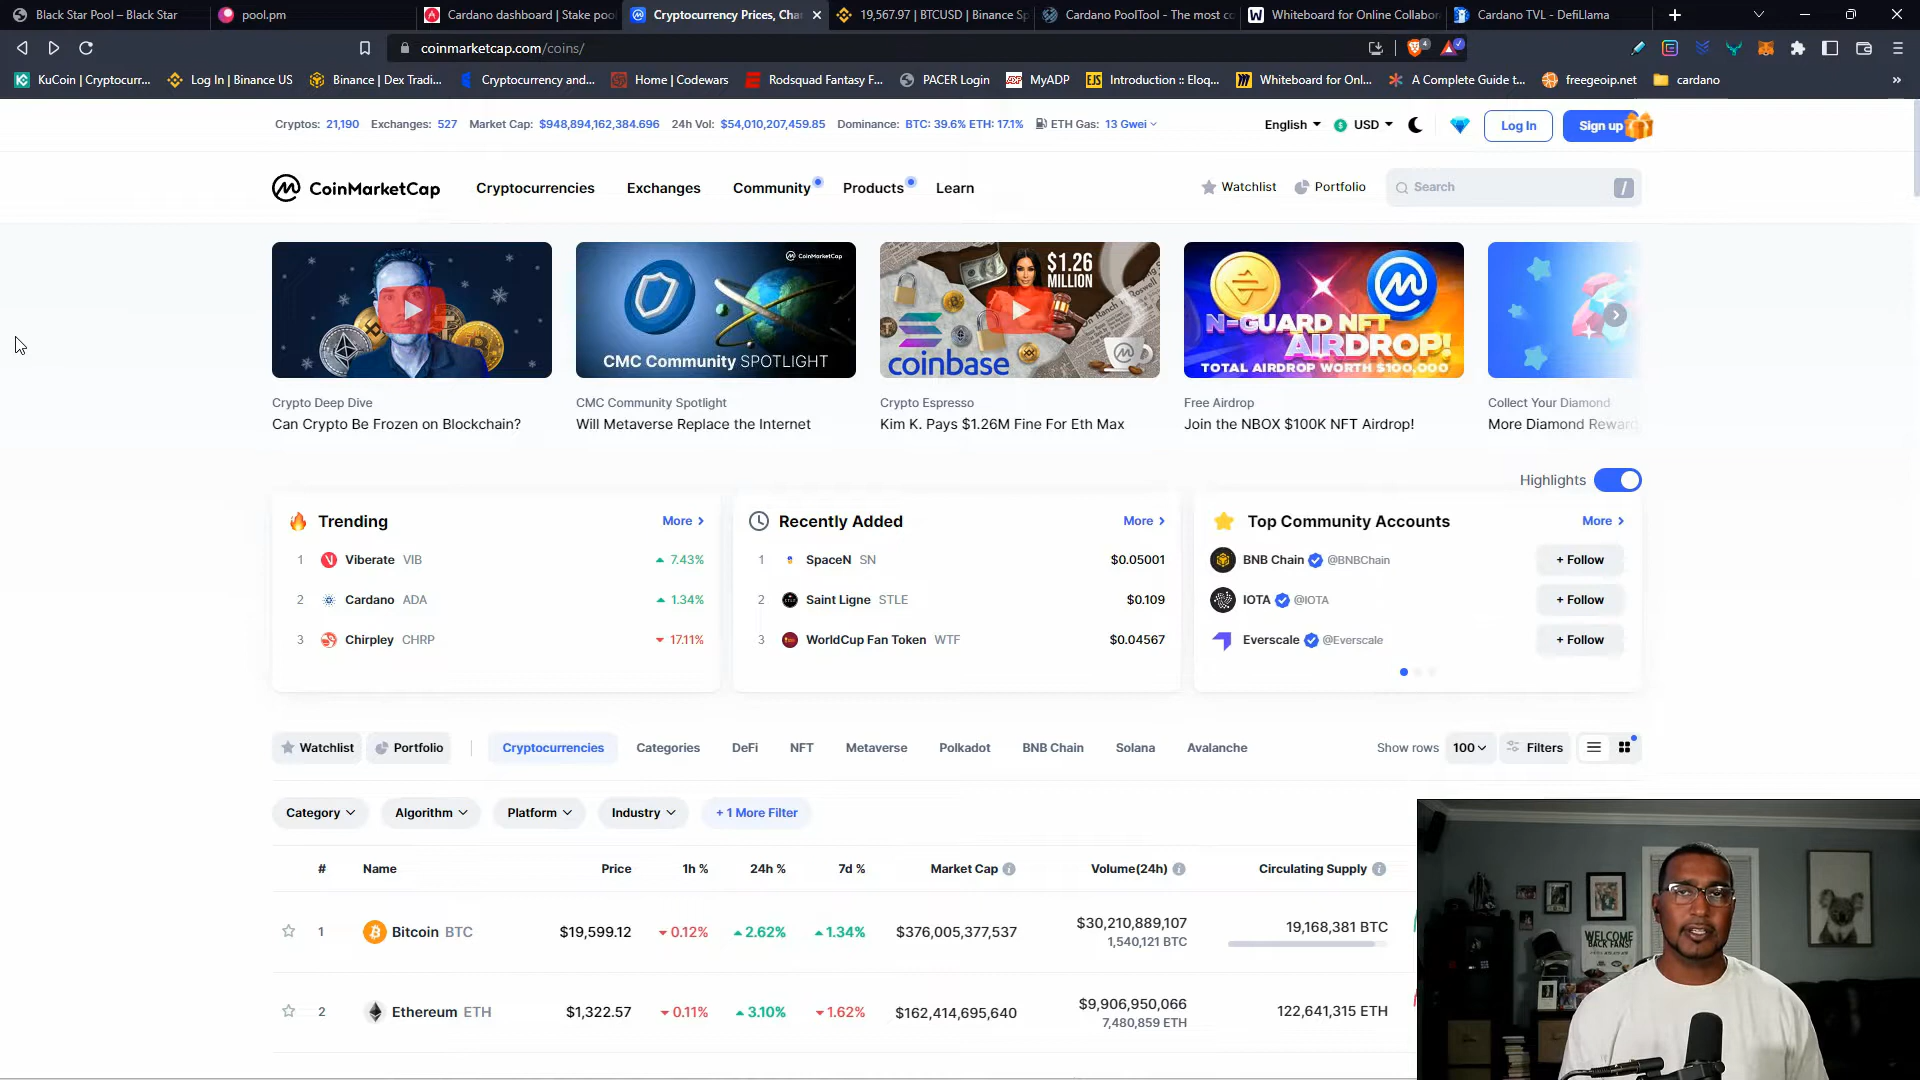 Black Star Pool – Black Star
pool.pm
Cardano dashboard | Stake pool
Cryptocurrency Prices, Cha
19,567.97 | BTCUSD | Binance Sp
Cardano PoolTool - The most co
Whiteboard for Online Collabor
Cardano TVL - DefiLlama
coinmarketcap.com/coins/
KuCoin | Cryptocurr...
Log In | Binance US
Binance | Dex Tradi...
Cryptocurrency and...
Home | Codewars
Rodsquad Fantasy F...
PACER Login
MyADP
Introduction :: Eloq...
Whiteboard for Onl...
A Complete Guide t...
freegeoip.net
cardano
Cryptos: 21,190 Exchanges: 527 Market Cap: $948,894,162,384.696 24h Vol: $54,010,207,459.85 Dominance: BTC: 39.6% ETH: 17.1% ETH Gas: 13 Gwei
English
USD
Log In
Sign up
CoinMarketCap
Cryptocurrencies
Exchanges
Community
Products
Learn
Watchlist
Portfolio
Search
/
CoinMarketCap
CMC Community SPOTLIGHT
$1.26
MILLION
coinbase
N-GUARD NFT
AIRDROP!
TOTAL AIRDROP WORTH $100,000
Crypto Deep Dive
Can Crypto Be Frozen on Blockchain?
CMC Community Spotlight
Will Metaverse Replace the Internet
Crypto Espresso
Kim K. Pays $1.26M Fine For Eth Max
Free Airdrop
Join the NBOX $100K NFT Airdrop!
Collect Your Diamond
More Diamond Reward
Highlights
Trending
More
1 Viberate VIB 7.43%
2 Cardano ADA 1.34%
3 Chirpley CHRP 17.11%
Recently Added
More
1 SpaceN SN $0.05001
2 Saint Ligne STLE $0.109
3 WorldCup Fan Token WTF $0.04567
Top Community Accounts
More
BNB Chain @BNBChain + Follow
IOTA @IOTA + Follow
Everscale @Everscale + Follow
Watchlist
Portfolio
Cryptocurrencies
Categories
DeFi
NFT
Metaverse
Polkadot
BNB Chain
Solana
Avalanche
Show rows
100
Filters
Category
Algorithm
Platform
Industry
+ 1 More Filter
# Name Price 1h % 24h % 7d % Market Cap Volume(24h) Circulating Supply
1 Bitcoin BTC $19,599.12 0.12% 2.62% 1.34% $376,005,377,537 $30,210,889,107 19,168,381 BTC
1,540,121 BTC
2 Ethereum ETH $1,322.57 0.11% 3.10% 1.62% $162,414,695,640 $9,906,950,066 122,641,315 ETH
7,480,859 ETH
WELCOME
BACK FANS!